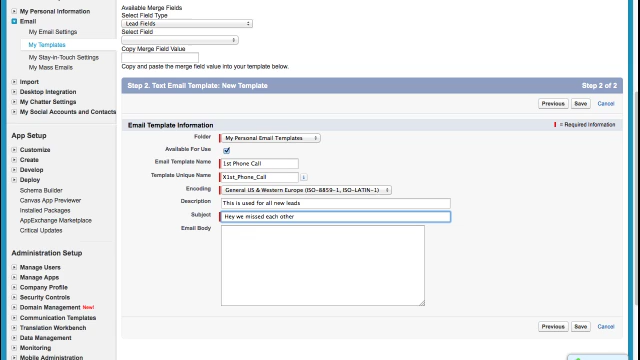 My Personal Information
Email
My Email Settings
My Templates
My Stay-in-Touch Settings
My Mass Emails
Import
Desktop Integration
My Chatter Settings
My Social Accounts and Contacts
App Setup
Customize
Create
Develop
Deploy
Schema Builder
Canvas App Previewer
Installed Packages
AppExchange Marketplace
Critical Updates
Administration Setup
Manage Users
Manage Apps
Company Profile
Security Controls
Domain Management New!
Communication Templates
Translation Workbench
Data Management
Monitoring
Mobile Administration
Available Merge Fields
Select Field Type
Lead Fields
Select Field
Copy Merge Field Value
Copy and paste the merge field value into your template below.
Step 2. Text Email Template: New Template Step 2 of 2
Previous Save Cancel
Email Template Information = Required Information
Folder My Personal Email Templates
Available For Use
Email Template Name 1st Phone Call
Template Unique Name X1st_Phone_Call i
Encoding General US & Western Europe (ISO-8859-1, ISO-LATIN-1)
Description This is used for all new leads
Subject Hey we missed each other
Email Body
Previous Save Cancel